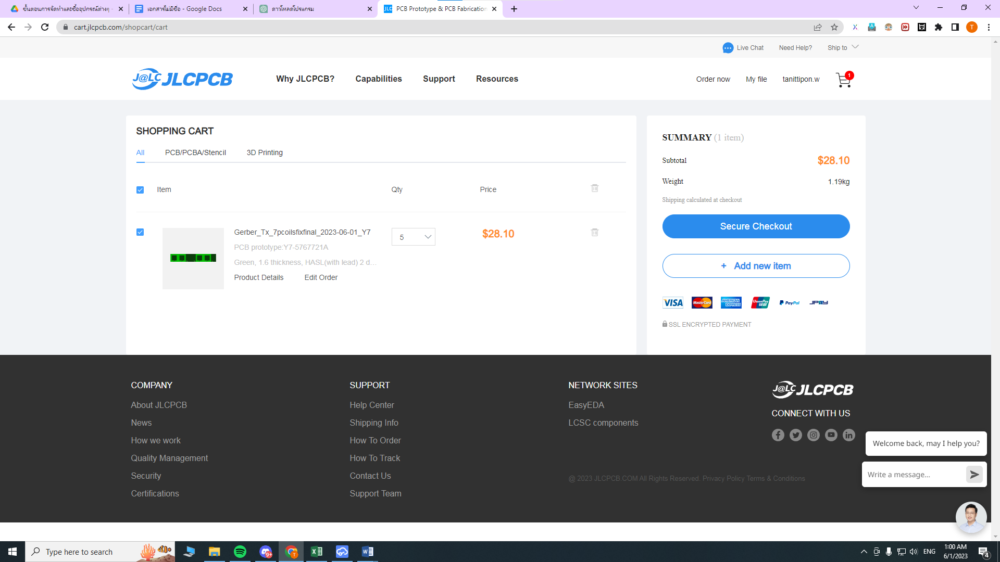 ขั้นตอนการจัดทำและซื้ออุปกรณ์ต่างๆ -
เอกสารไม่มีชื่อ - Google Docs
ดาวโหลดโปรแกรม
PCB Prototype & PCB Fabrication
cart.jlcpcb.com/shopcart/cart
T
Live Chat
Need Help?
Ship to
J@LC JLCPCB
Why JLCPCB?
Capabilities
Support
Resources
Order now
My file
tanittipon.w
1
SHOPPING CART
All
PCB/PCBA/Stencil
3D Printing
Item
Qty
Price
Gerber_Tx_7pcoilsfixfinal_2023-06-01_Y7
5
$28.10
PCB prototype:Y7-5767721A
Green, 1.6 thickness, HASL(with lead) 2 d...
Product Details
Edit Order
SUMMARY (1 item)
Subtotal
$28.10
Weight
1.19kg
Shipping calculated at checkout
Secure Checkout
+ Add new item
VISA
MasterCard
AMERICAN EXPRESS
UnionPay
PayPal
JPAY
SSL ENCRYPTED PAYMENT
COMPANY
About JLCPCB
News
How we work
Quality Management
Security
Certifications
SUPPORT
Help Center
Shipping Info
How To Order
How To Track
Contact Us
Support Team
NETWORK SITES
EasyEDA
LCSC components
J@LC JLCPCB
CONNECT WITH US
@ 2023 JLCPCB.COM All Rights Reserved. Privacy Policy Terms & Conditions
Welcome back, may I help you?
Write a message...
Type here to search
9+
T
ENG
1:00 AM
6/1/2023
4